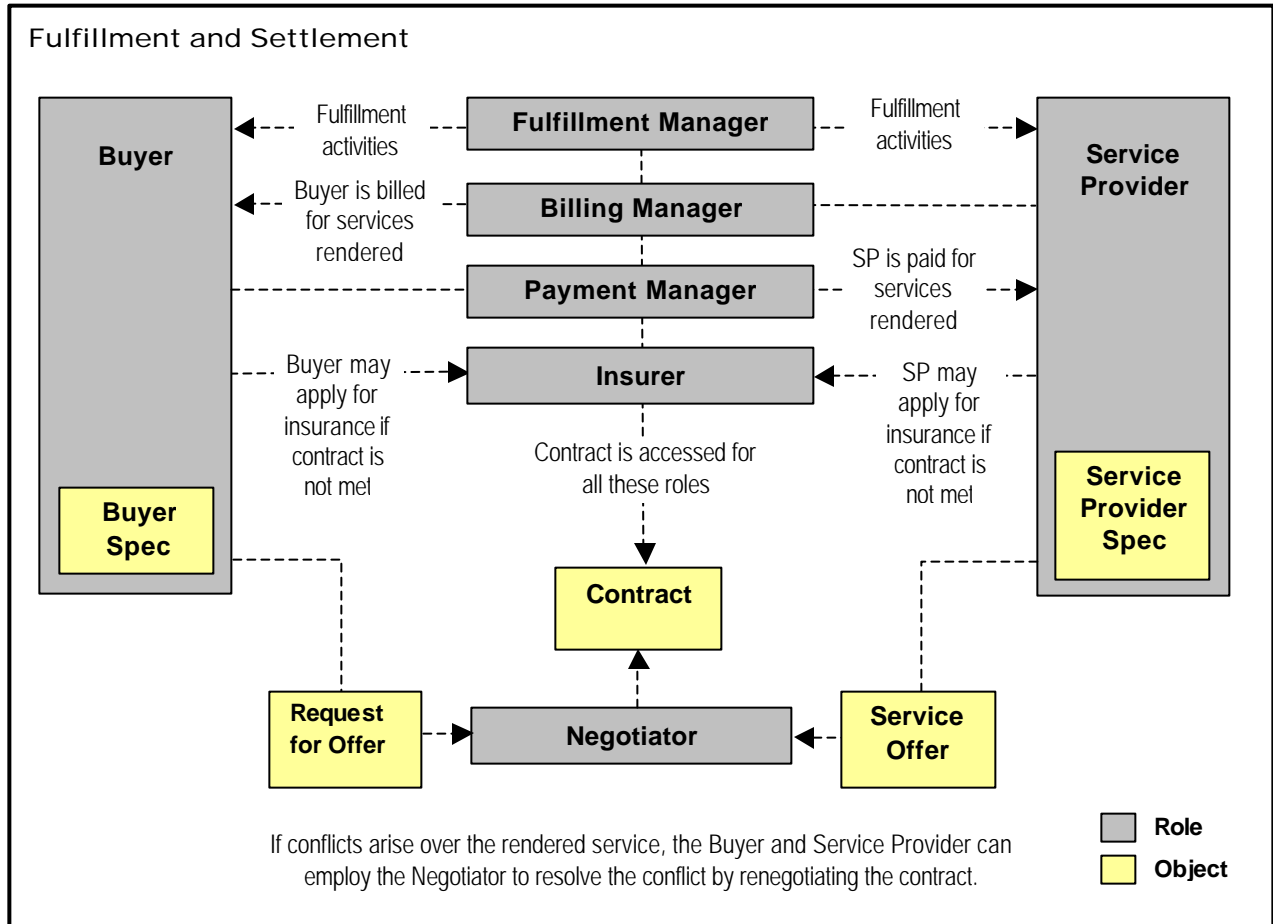 Fulfillment and Settlement
Buyer
Fulfillment
activities
Fulfillment Manager
Fulfillment
activities
Service
Provider
Buyer is billed
for services
rendered
Billing Manager
Payment Manager
SP is paid for
services
rendered
Buyer may
apply for
insurance if
contract is
not met
Insurer
SP may
apply for
insurance if
contract is
not met
Contract is accessed for
all these roles
Buyer
Spec
Service
Provider
Spec
Contract
Request
for Offer
Negotiator
Service
Offer
If conflicts arise over the rendered service, the Buyer and Service Provider can
employ the Negotiator to resolve the conflict by renegotiating the contract.
Role
Object